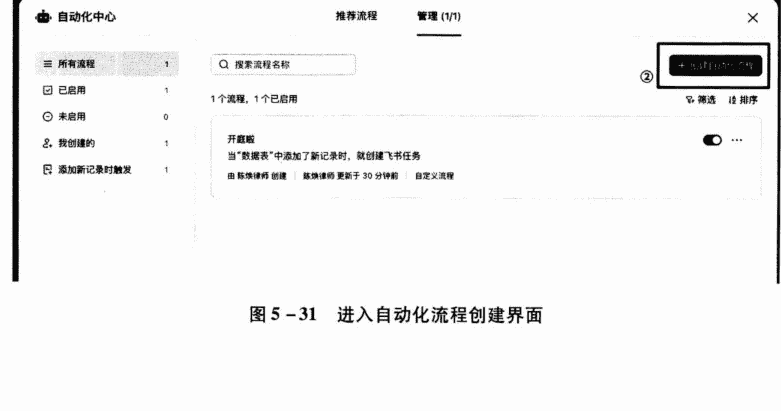 自动化中心
推荐流程
管理 (1/1)
所有流程 1
已启用 1
未启用 0
我创建的 1
添加新记录时触发 1
搜索流程名称
②
1个流程，1个已启用
筛选 排序
开庭啦
当“数据表”中添加了新记录时，就创建飞书任务
由 陈焕律师 创建 | 陈焕律师 更新于 30 分钟前 | 自定义流程
图 5-31 进入自动化流程创建界面